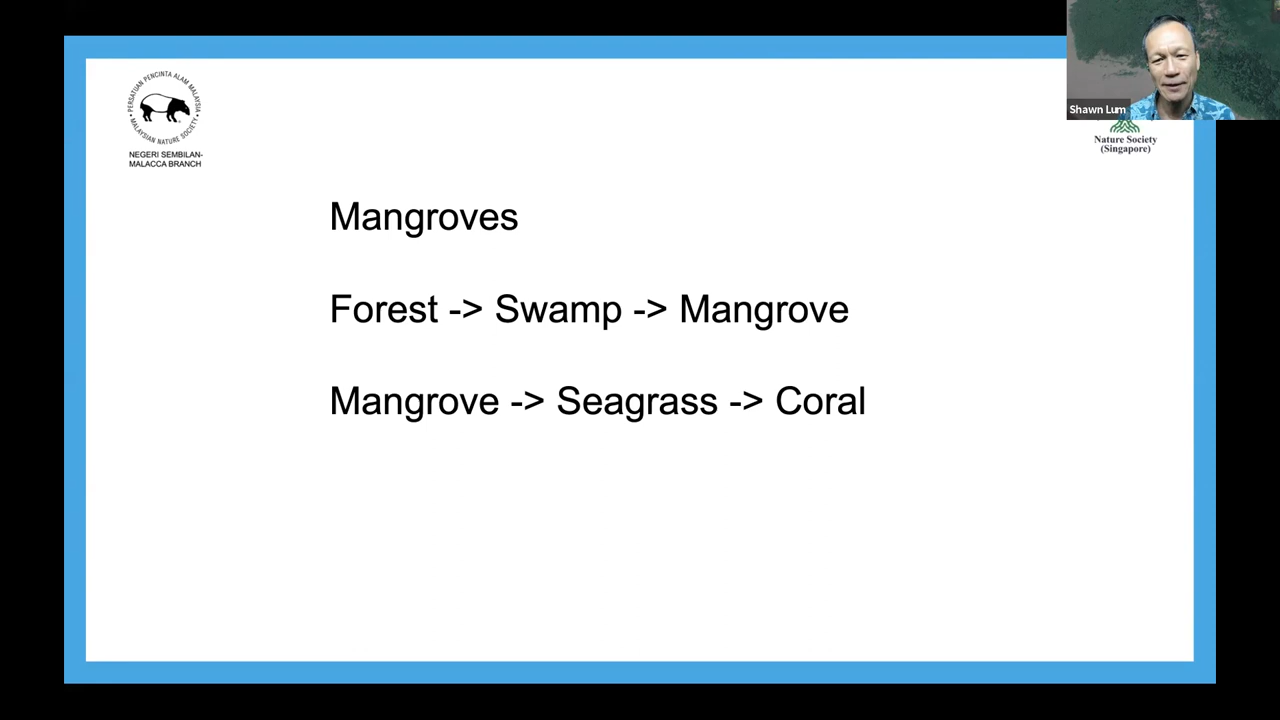 PERSATUAN PENCINTA ALAM MALAYSIA
MALAYSIAN NATURE SOCIETY
NEGERI SEMBILAN-
MALACCA BRANCH
Shawn Lum
Nature Society
(Singapore)
Mangroves
Forest -> Swamp -> Mangrove
Mangrove -> Seagrass -> Coral